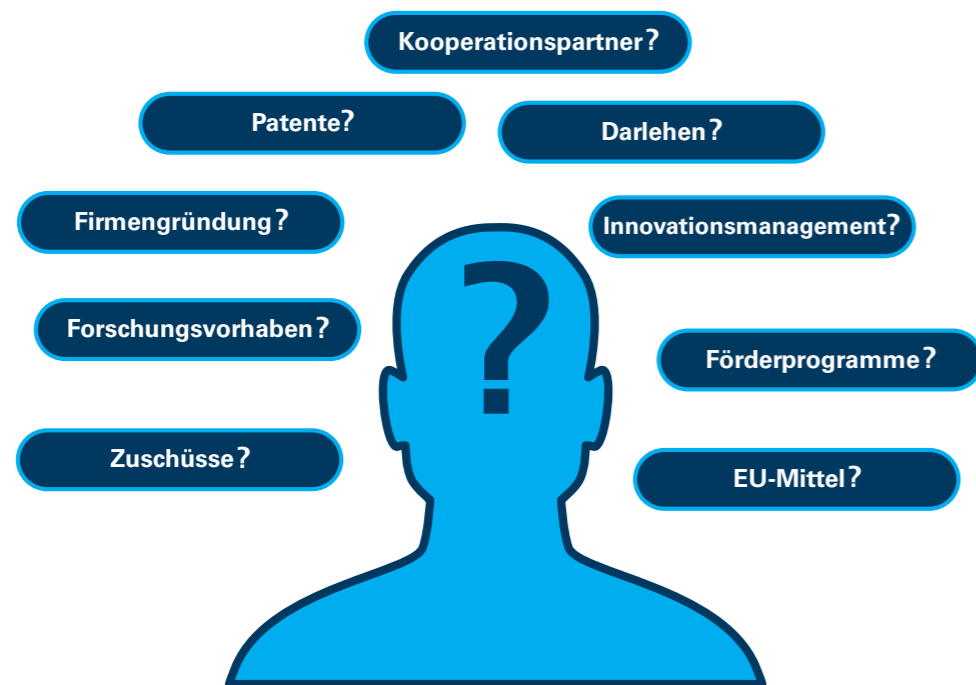 Kooperationspartner?
Patente?
Darlehen?
Firmengründung?
Innovationsmanagement?
?
Forschungsvorhaben?
Förderprogramme?
Zuschüsse?
EU-Mittel?